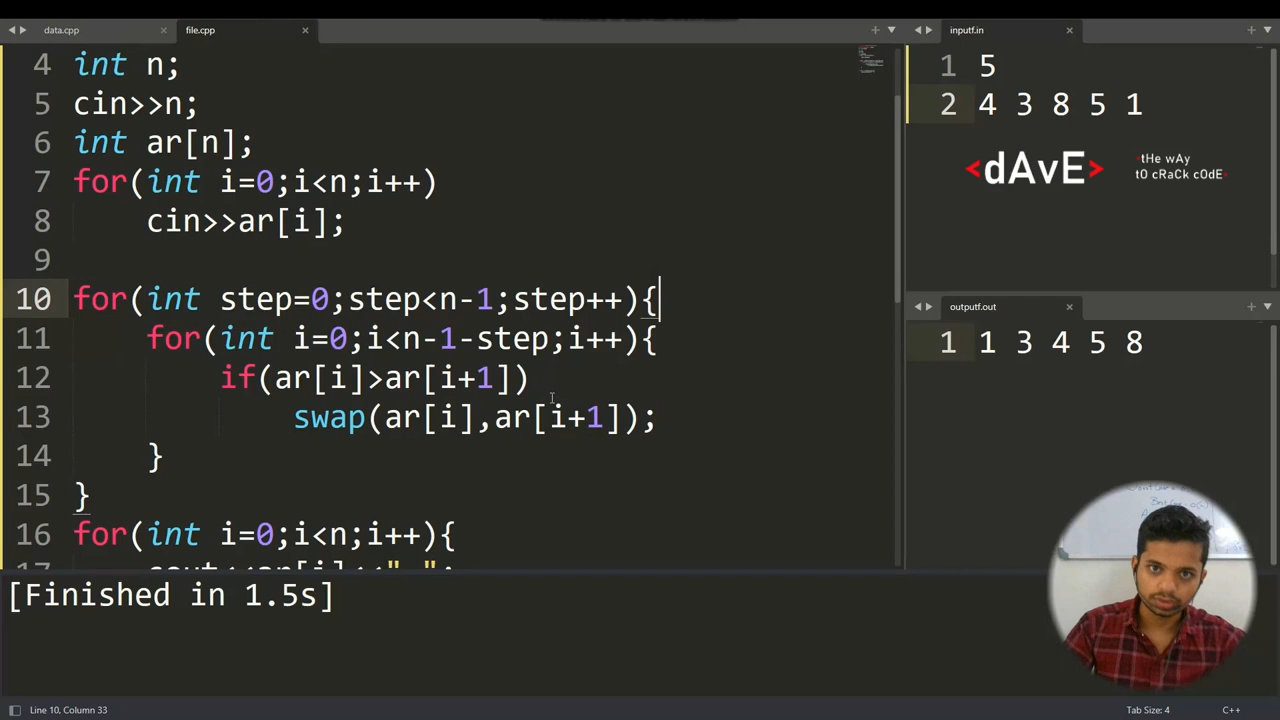 data.cpp
file.cpp
4 int n;
5 cin>>n;
6 int ar[n];
7 for(int i=0;i<n;i++)
8 cin>>ar[i];
9
10 for(int step=0;step<n-1;step++){
11 for(int i=0;i<n-1-step;i++){
12 if(ar[i]>ar[i+1])
13 swap(ar[i],ar[i+1]);
14 }
15 }
16 for(int i=0;i<n;i++){
inputf.in
1 5
2 4 3 8 5 1
<dAvE>
tHe wAy
tO cRaCk cOdE
outputf.out
1 1 3 4 5 8
[Finished in 1.5s]
Line 10, Column 33
Tab Size: 4
C++